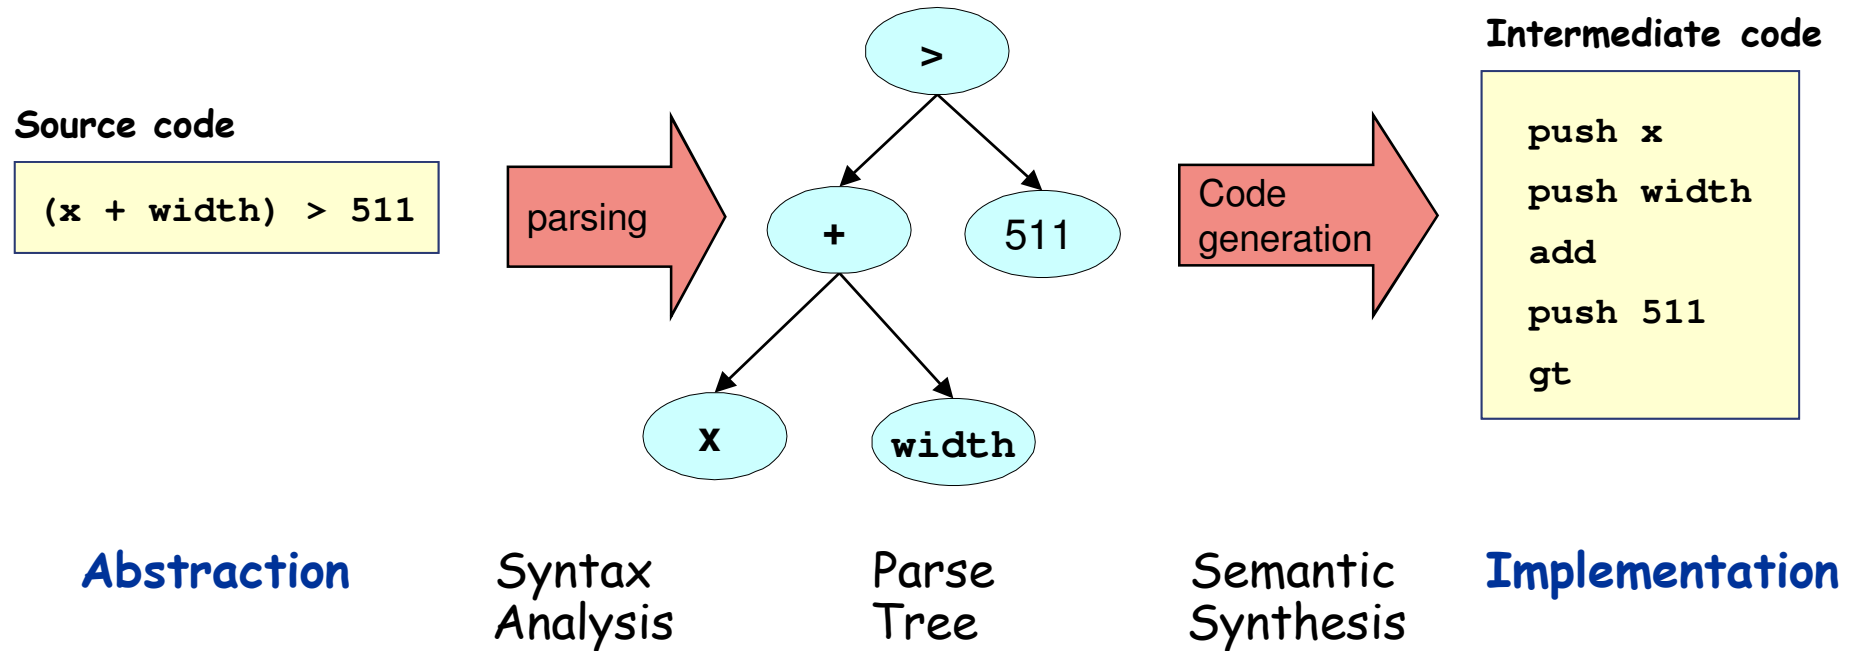 Source code
(x + width) > 511
parsing
>
+
511
x
width
Code
generation
Intermediate code
push x
push width
add
push 511
gt
Abstraction
Syntax
Analysis
Parse
Tree
Semantic
Synthesis
Implementation